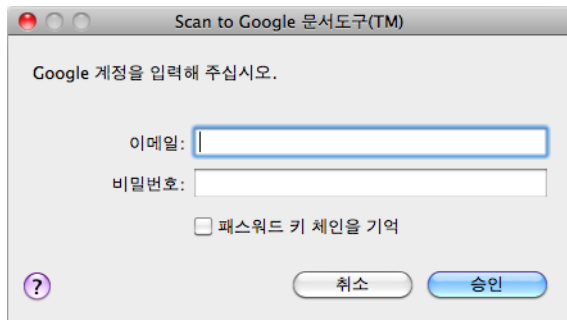 Scan to Google 문서도구(TM)
Google 계정을 입력해 주십시오.
이메일:
비밀번호:
패스워드 키 체인을 기억
? 취소 승인